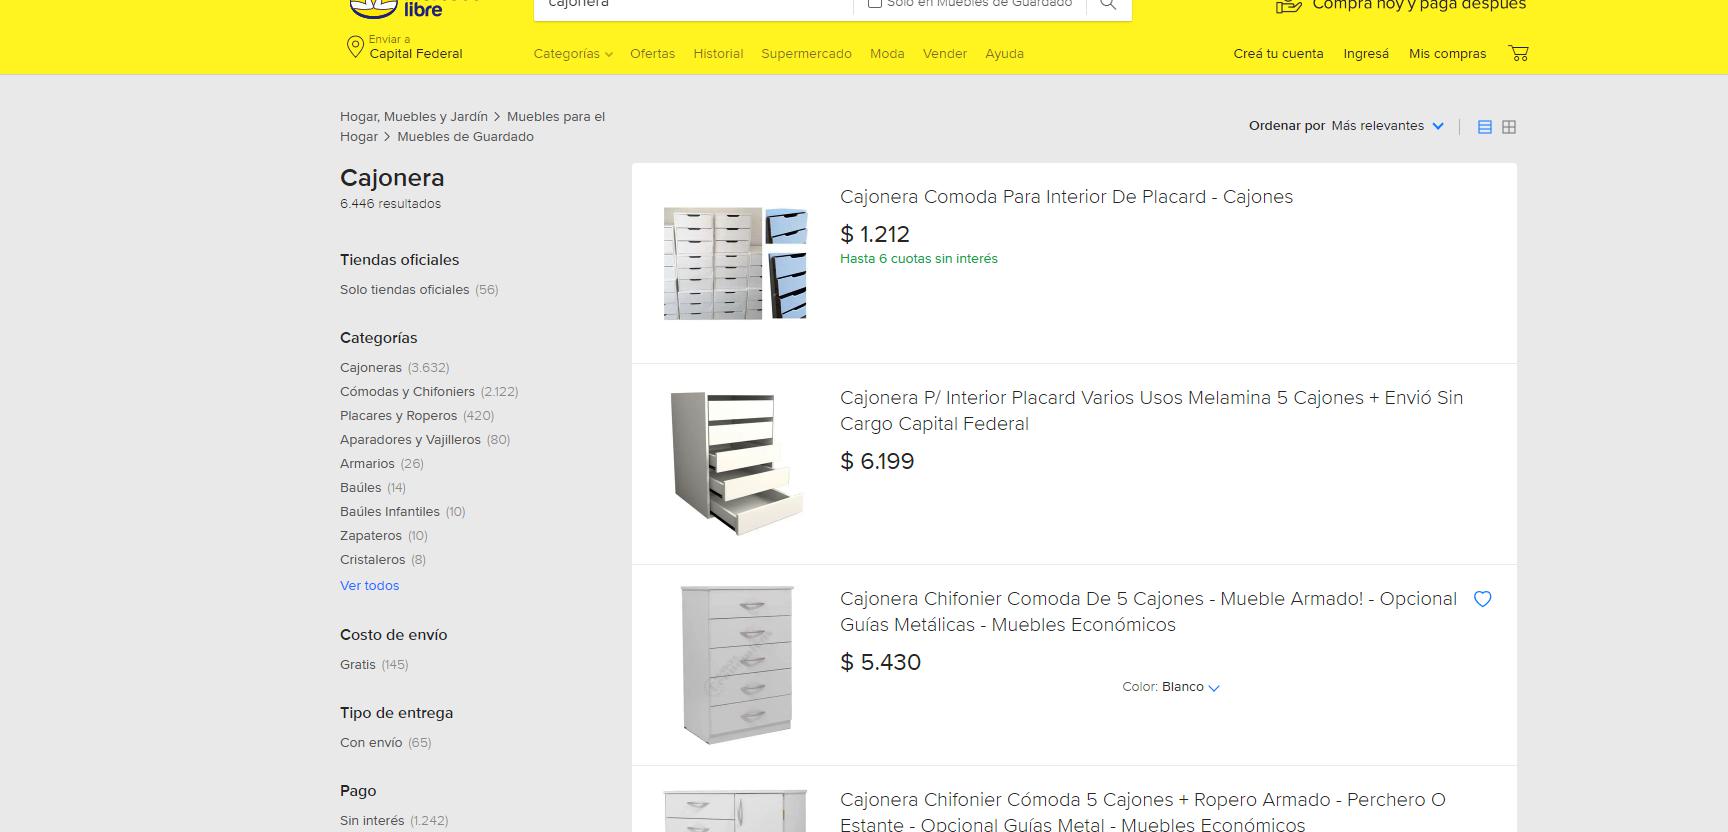 libre
cajonera
Solo en Muebles de Guardado
Compra hoy y paga después
Enviar a
Capital Federal
Categorías
Ofertas
Historial
Supermercado
Moda
Vender
Ayuda
Creá tu cuenta
Ingresá
Mis compras
Hogar, Muebles y Jardín > Muebles para el
Hogar > Muebles de Guardado
Ordenar por Más relevantes
Cajonera
6.446 resultados
Tiendas oficiales
Solo tiendas oficiales (56)
Categorías
Cajoneras (3.632)
Cómodas y Chifoniers (2.122)
Placares y Roperos (420)
Aparadores y Vajilleros (80)
Armarios (26)
Baúles (14)
Baúles Infantiles (10)
Zapateros (10)
Cristaleros (8)
Ver todos
Costo de envío
Gratis (145)
Tipo de entrega
Con envío (65)
Pago
Sin interés (1.242)
Cajonera Comoda Para Interior De Placard - Cajones
$ 1.212
Hasta 6 cuotas sin interés
Cajonera P/ Interior Placard Varios Usos Melamina 5 Cajones + Envió Sin
Cargo Capital Federal
$ 6.199
Cajonera Chifonier Comoda De 5 Cajones - Mueble Armado! - Opcional
Guías Metálicas - Muebles Económicos
$ 5.430
Color: Blanco
Cajonera Chifonier Cómoda 5 Cajones + Ropero Armado - Perchero O
Estante - Opcional Guías Metal - Muebles Económicos